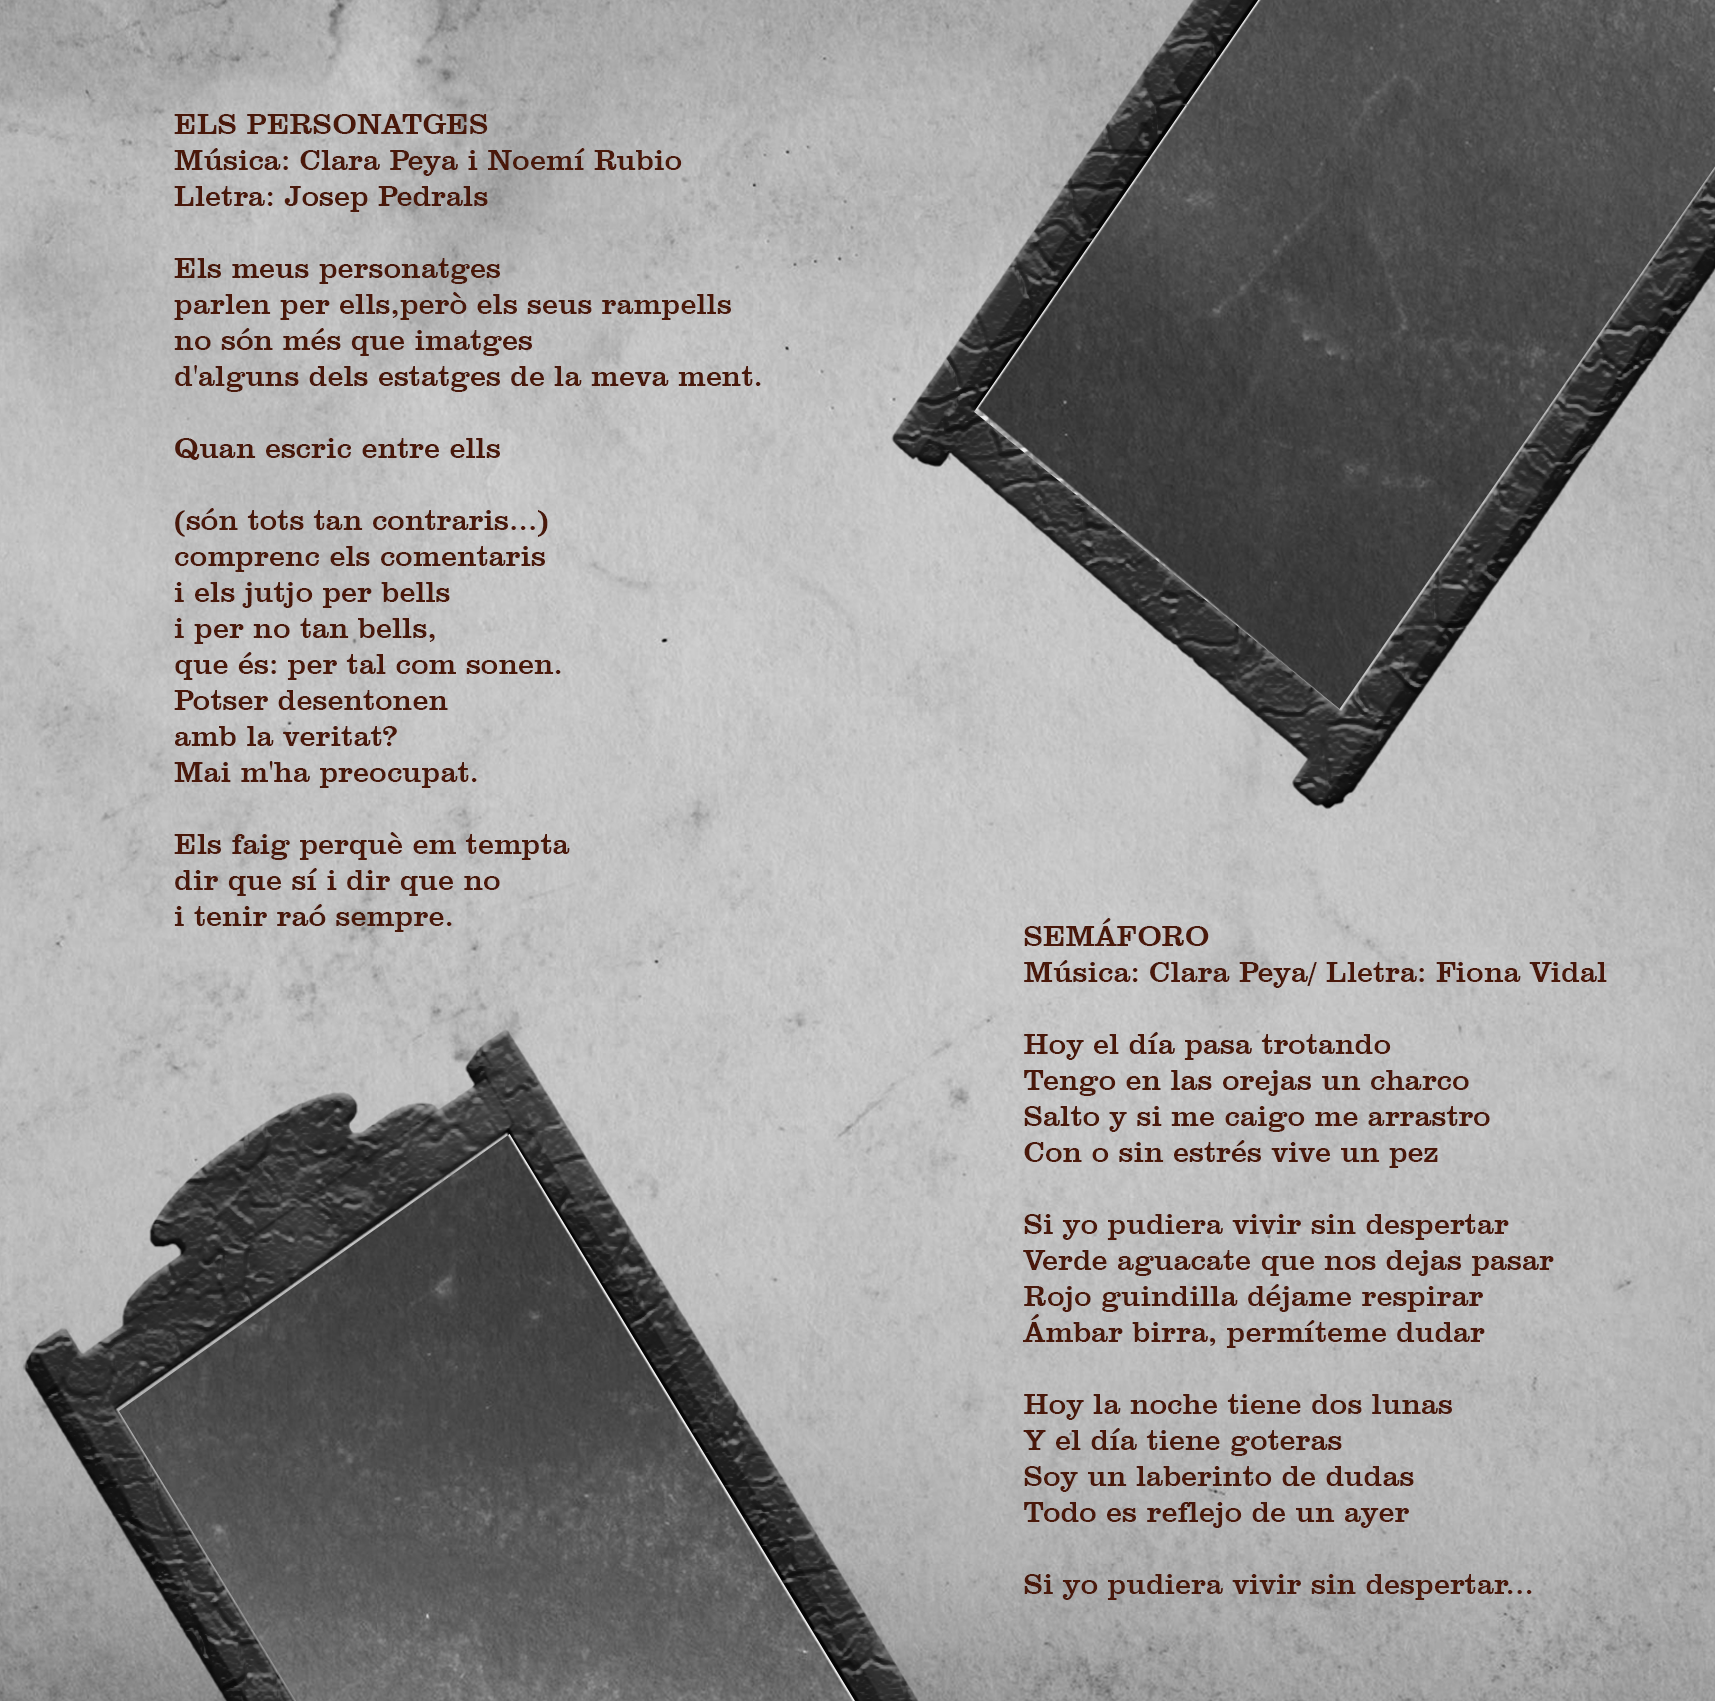 ELS PERSONATGES
Música: Clara Peya i Noemí Rubio
Lletra: Josep Pedrals

Els meus personatges
parlen per ells,però els seus rampells
no són més que imatges
d'alguns dels estatges de la meva ment.

Quan escric entre ells

(són tots tan contraris...)
comprenc els comentaris
i els jutjo per bells
i per no tan bells,
que és: per tal com sonen.
Potser desentonen
amb la veritat?
Mai m'ha preocupat.

Els faig perquè em tempta
dir que sí i dir que no
i tenir raó sempre.

SEMÁFORO
Música: Clara Peya/ Lletra: Fiona Vidal

Hoy el día pasa trotando
Tengo en las orejas un charco
Salto y si me caigo me arrastro
Con o sin estrés vive un pez

Si yo pudiera vivir sin despertar
Verde aguacate que nos dejas pasar
Rojo guindilla déjame respirar
Ámbar birra, permíteme dudar

Hoy la noche tiene dos lunas
Y el día tiene goteras
Soy un laberinto de dudas
Todo es reflejo de un ayer

Si yo pudiera vivir sin despertar...